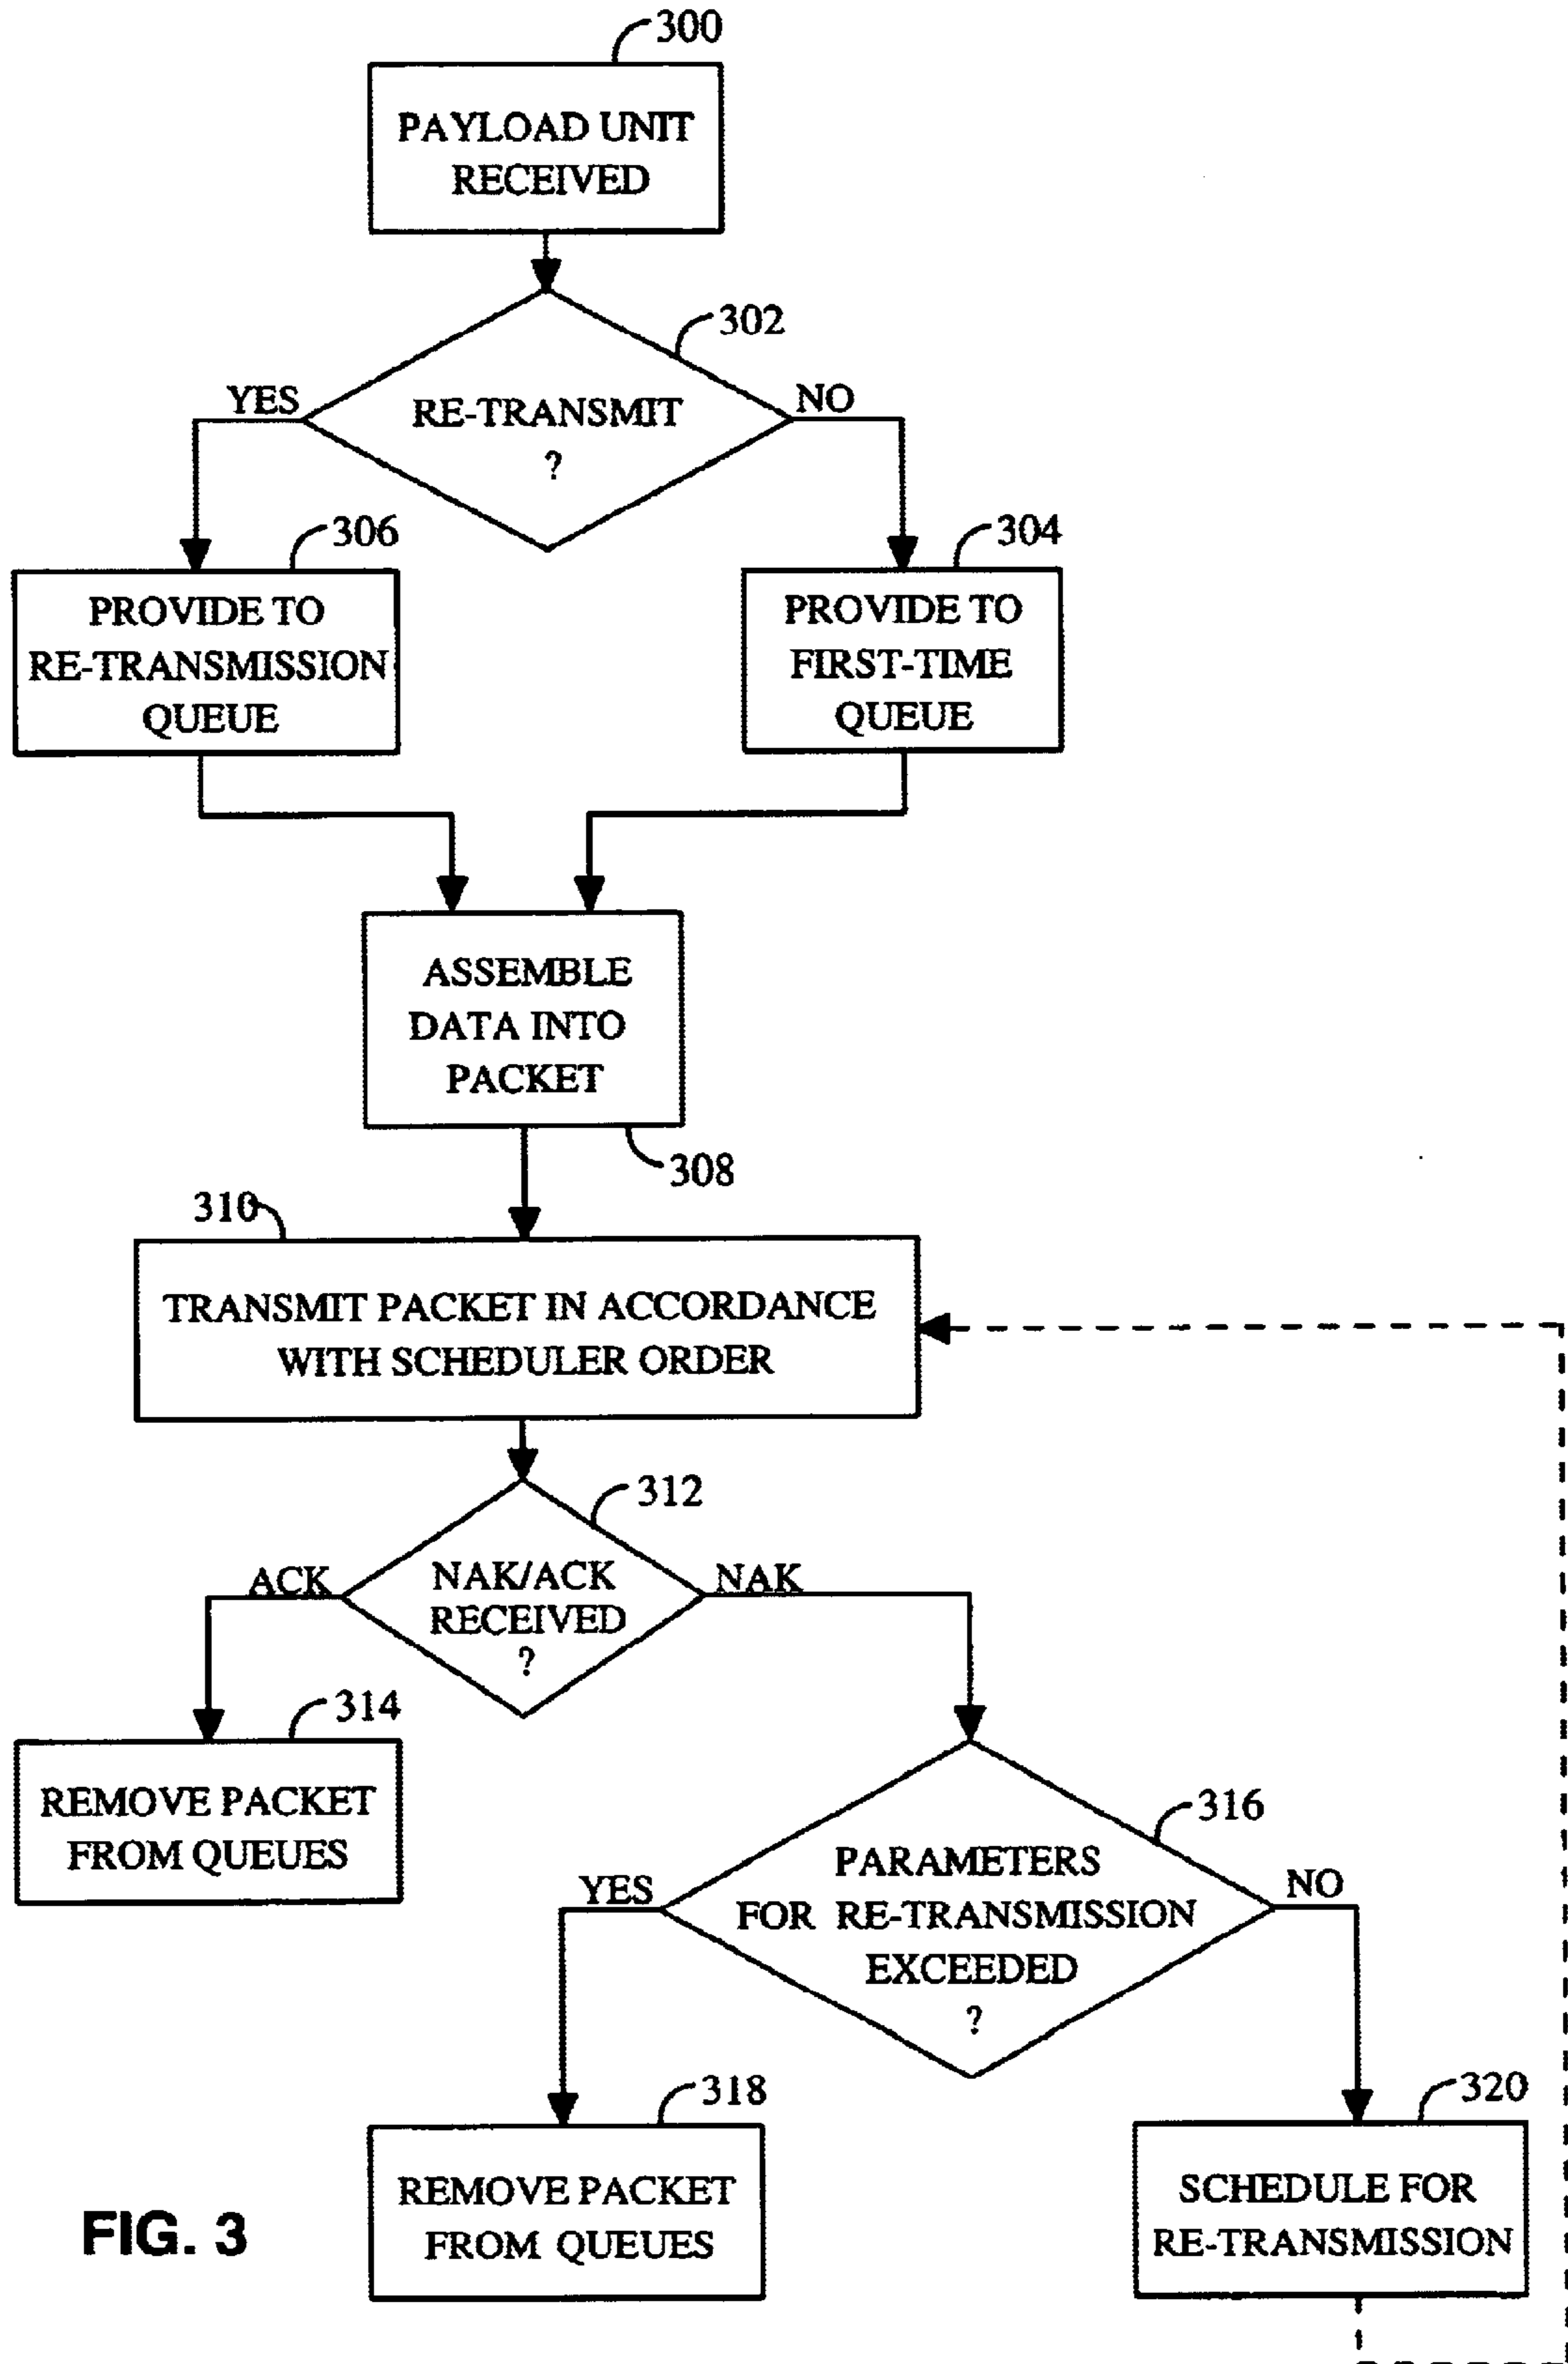 300
PAYLOAD UNIT
RECEIVED
302
YES
RE-TRANSMIT
?
NO
306
PROVIDE TO
RE-TRANSMISSION
QUEUE
304
PROVIDE TO
FIRST-TIME
QUEUE
ASSEMBLE
DATA INTO
PACKET
308
310
TRANSMIT PACKET IN ACCORDANCE
WITH SCHEDULER ORDER
312
ACK
NAK/ACK
RECEIVED
?
NAK
314
REMOVE PACKET
FROM QUEUES
316
YES
PARAMETERS
FOR RE-TRANSMISSION
EXCEEDED
?
NO
318
REMOVE PACKET
FROM QUEUES
320
SCHEDULE FOR
RE-TRANSMISSION
FIG. 3